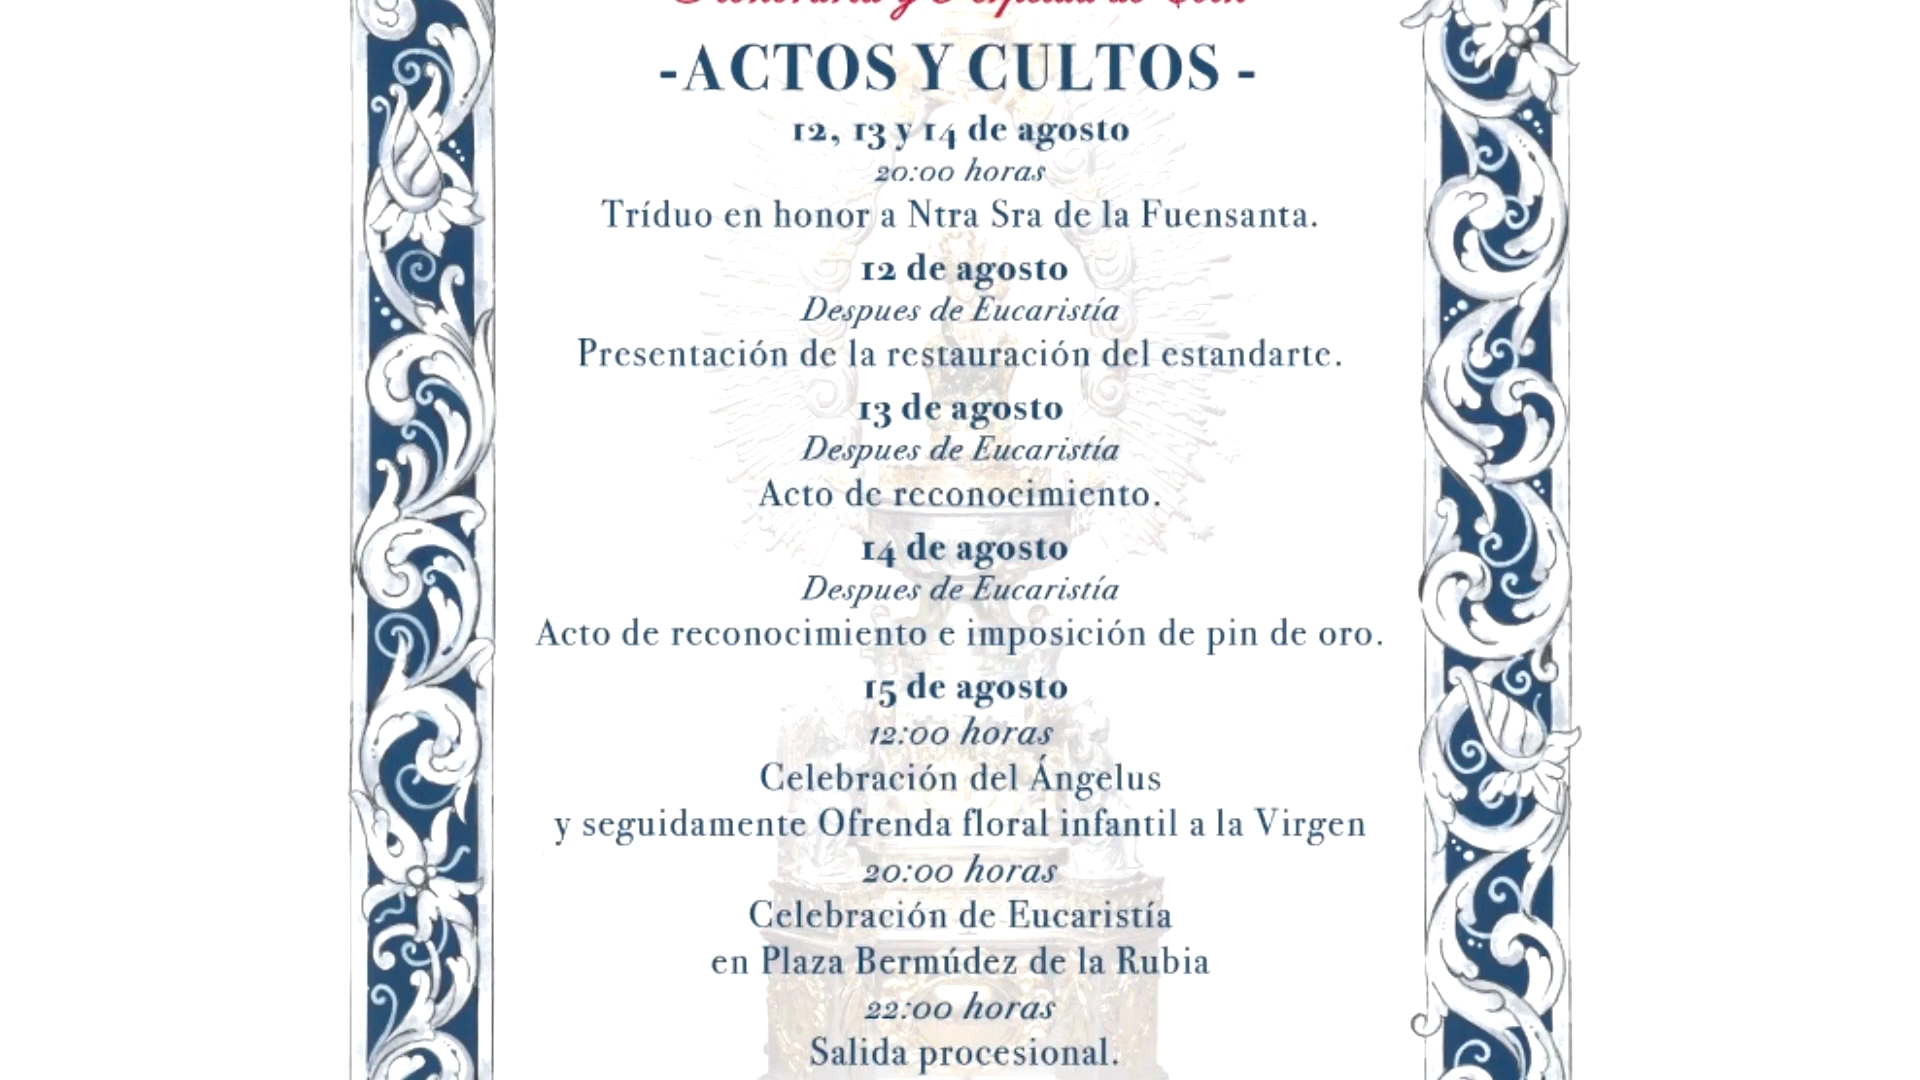 -ACTOS Y CULTOS -
12, 13 y 14 de agosto
20:00 horas
Tríduo en honor a Ntra Sra de la Fuensanta.
12 de agosto
Despues de Eucaristía
Presentación de la restauración del estandarte.
13 de agosto
Despues de Eucaristía
Acto de reconocimiento.
14 de agosto
Despues de Eucaristía
Acto de reconocimiento e imposición de pin de oro.
15 de agosto
12:00 horas
Celebración del Ángelus
y seguidamente Ofrenda floral infantil a la Virgen
20:00 horas
Celebración de Eucaristía
en Plaza Bermúdez de la Rubia
22:00 horas
Salida procesional.